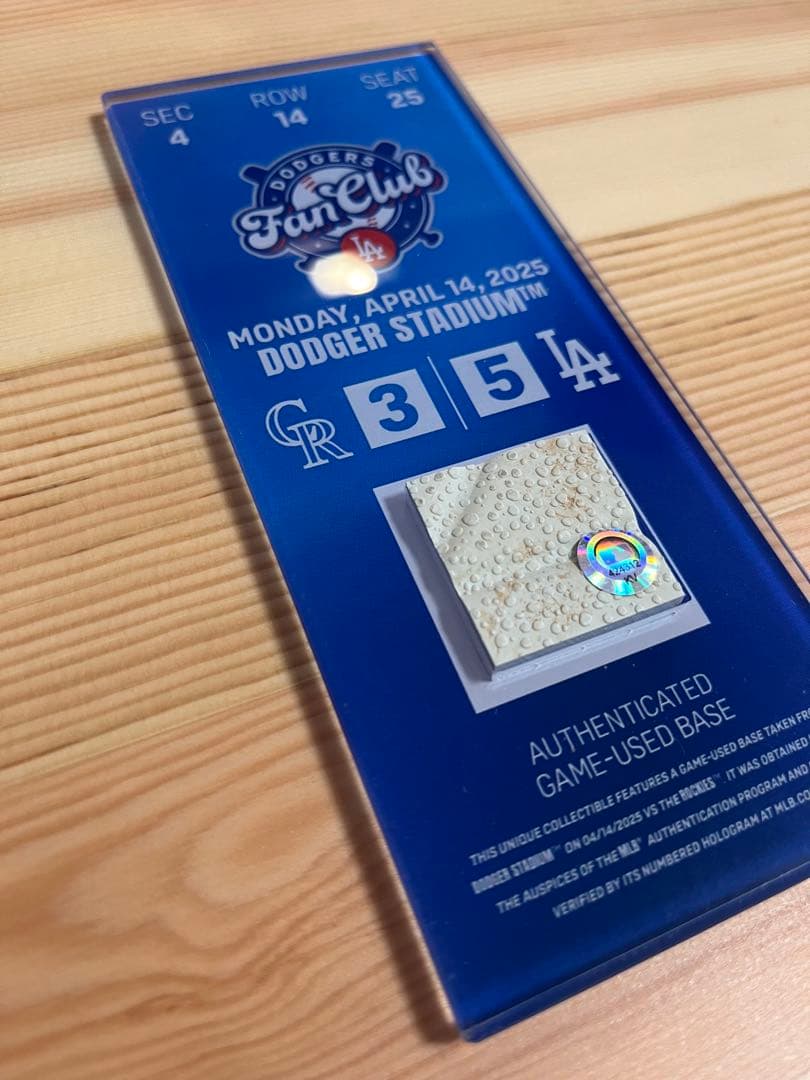 SEC ROW SEAT
4 14 25
DODGERS
Fan Club
LA
MONDAY, APRIL 14, 2025
DODGER STADIUM™
CR 3 5 LA
424312
AUTHENTICATED
GAME-USED BASE
THIS UNIQUE COLLECTIBLE FEATURES A GAME-USED BASE TAKEN
DODGER STADIUM™ ON 04/14/2025 VS THE ROCKIES™. IT WAS OBTAINED
THE AUSPICES OF THE MLB® AUTHENTICATION PROGRAM AND
VERIFIED BY ITS NUMBERED HOLOGRAM AT